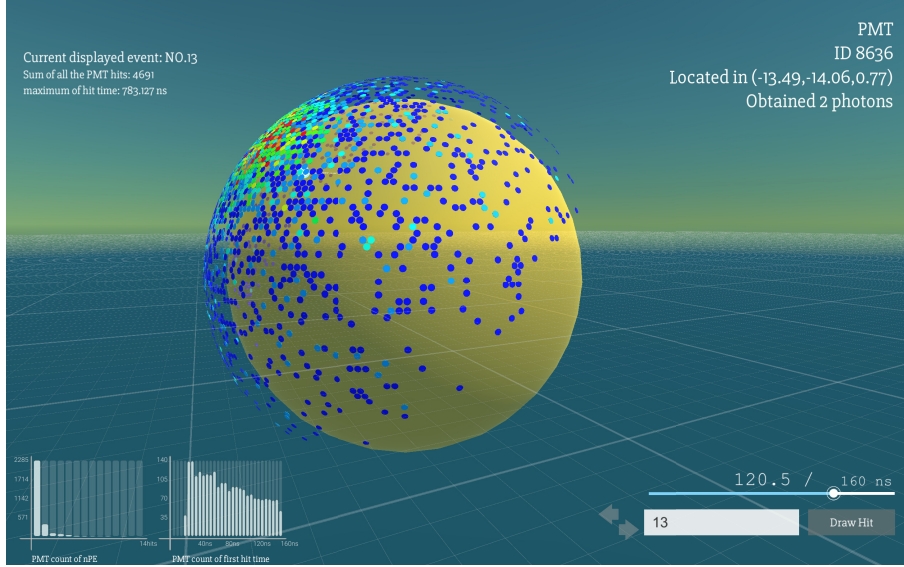 Current displayed event: NO.13
Sum of all the PMT hits: 4691
maximum of hit time: 783.127 ns
PMT
ID 8636
Located in (-13.49,-14.06,0.77)
Obtained 2 photons
2285
1714
1142
571
14hits
PMT count of nPE
140
105
70
35
40ns
80ns
120ns
160ns
PMT count of first hit time
120.5 / 160 ns
13
Draw Hit